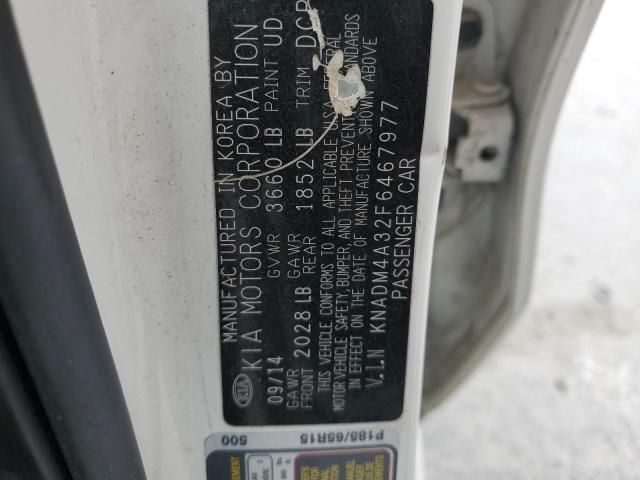 MANUFACTURED IN KOREA BY
KIA KIA MOTORS CORPORATION
09/14 GVWR 3660 LB PAINT UD
GAWR FRONT 2028 LB GAWR REAR 1852 LB TRIM DCP
THIS VEHICLE CONFORMS TO ALL APPLICABLE U.S.A. FEDERAL
MOTOR VEHICLE SAFETY, BUMPER, AND THEFT PREVENTION STANDARDS
IN EFFECT ON THE DATE OF MANUFACTURE SHOWN ABOVE
V.I.N KNADM4A32F6467977
PASSENGER CAR
P185/65R15
500